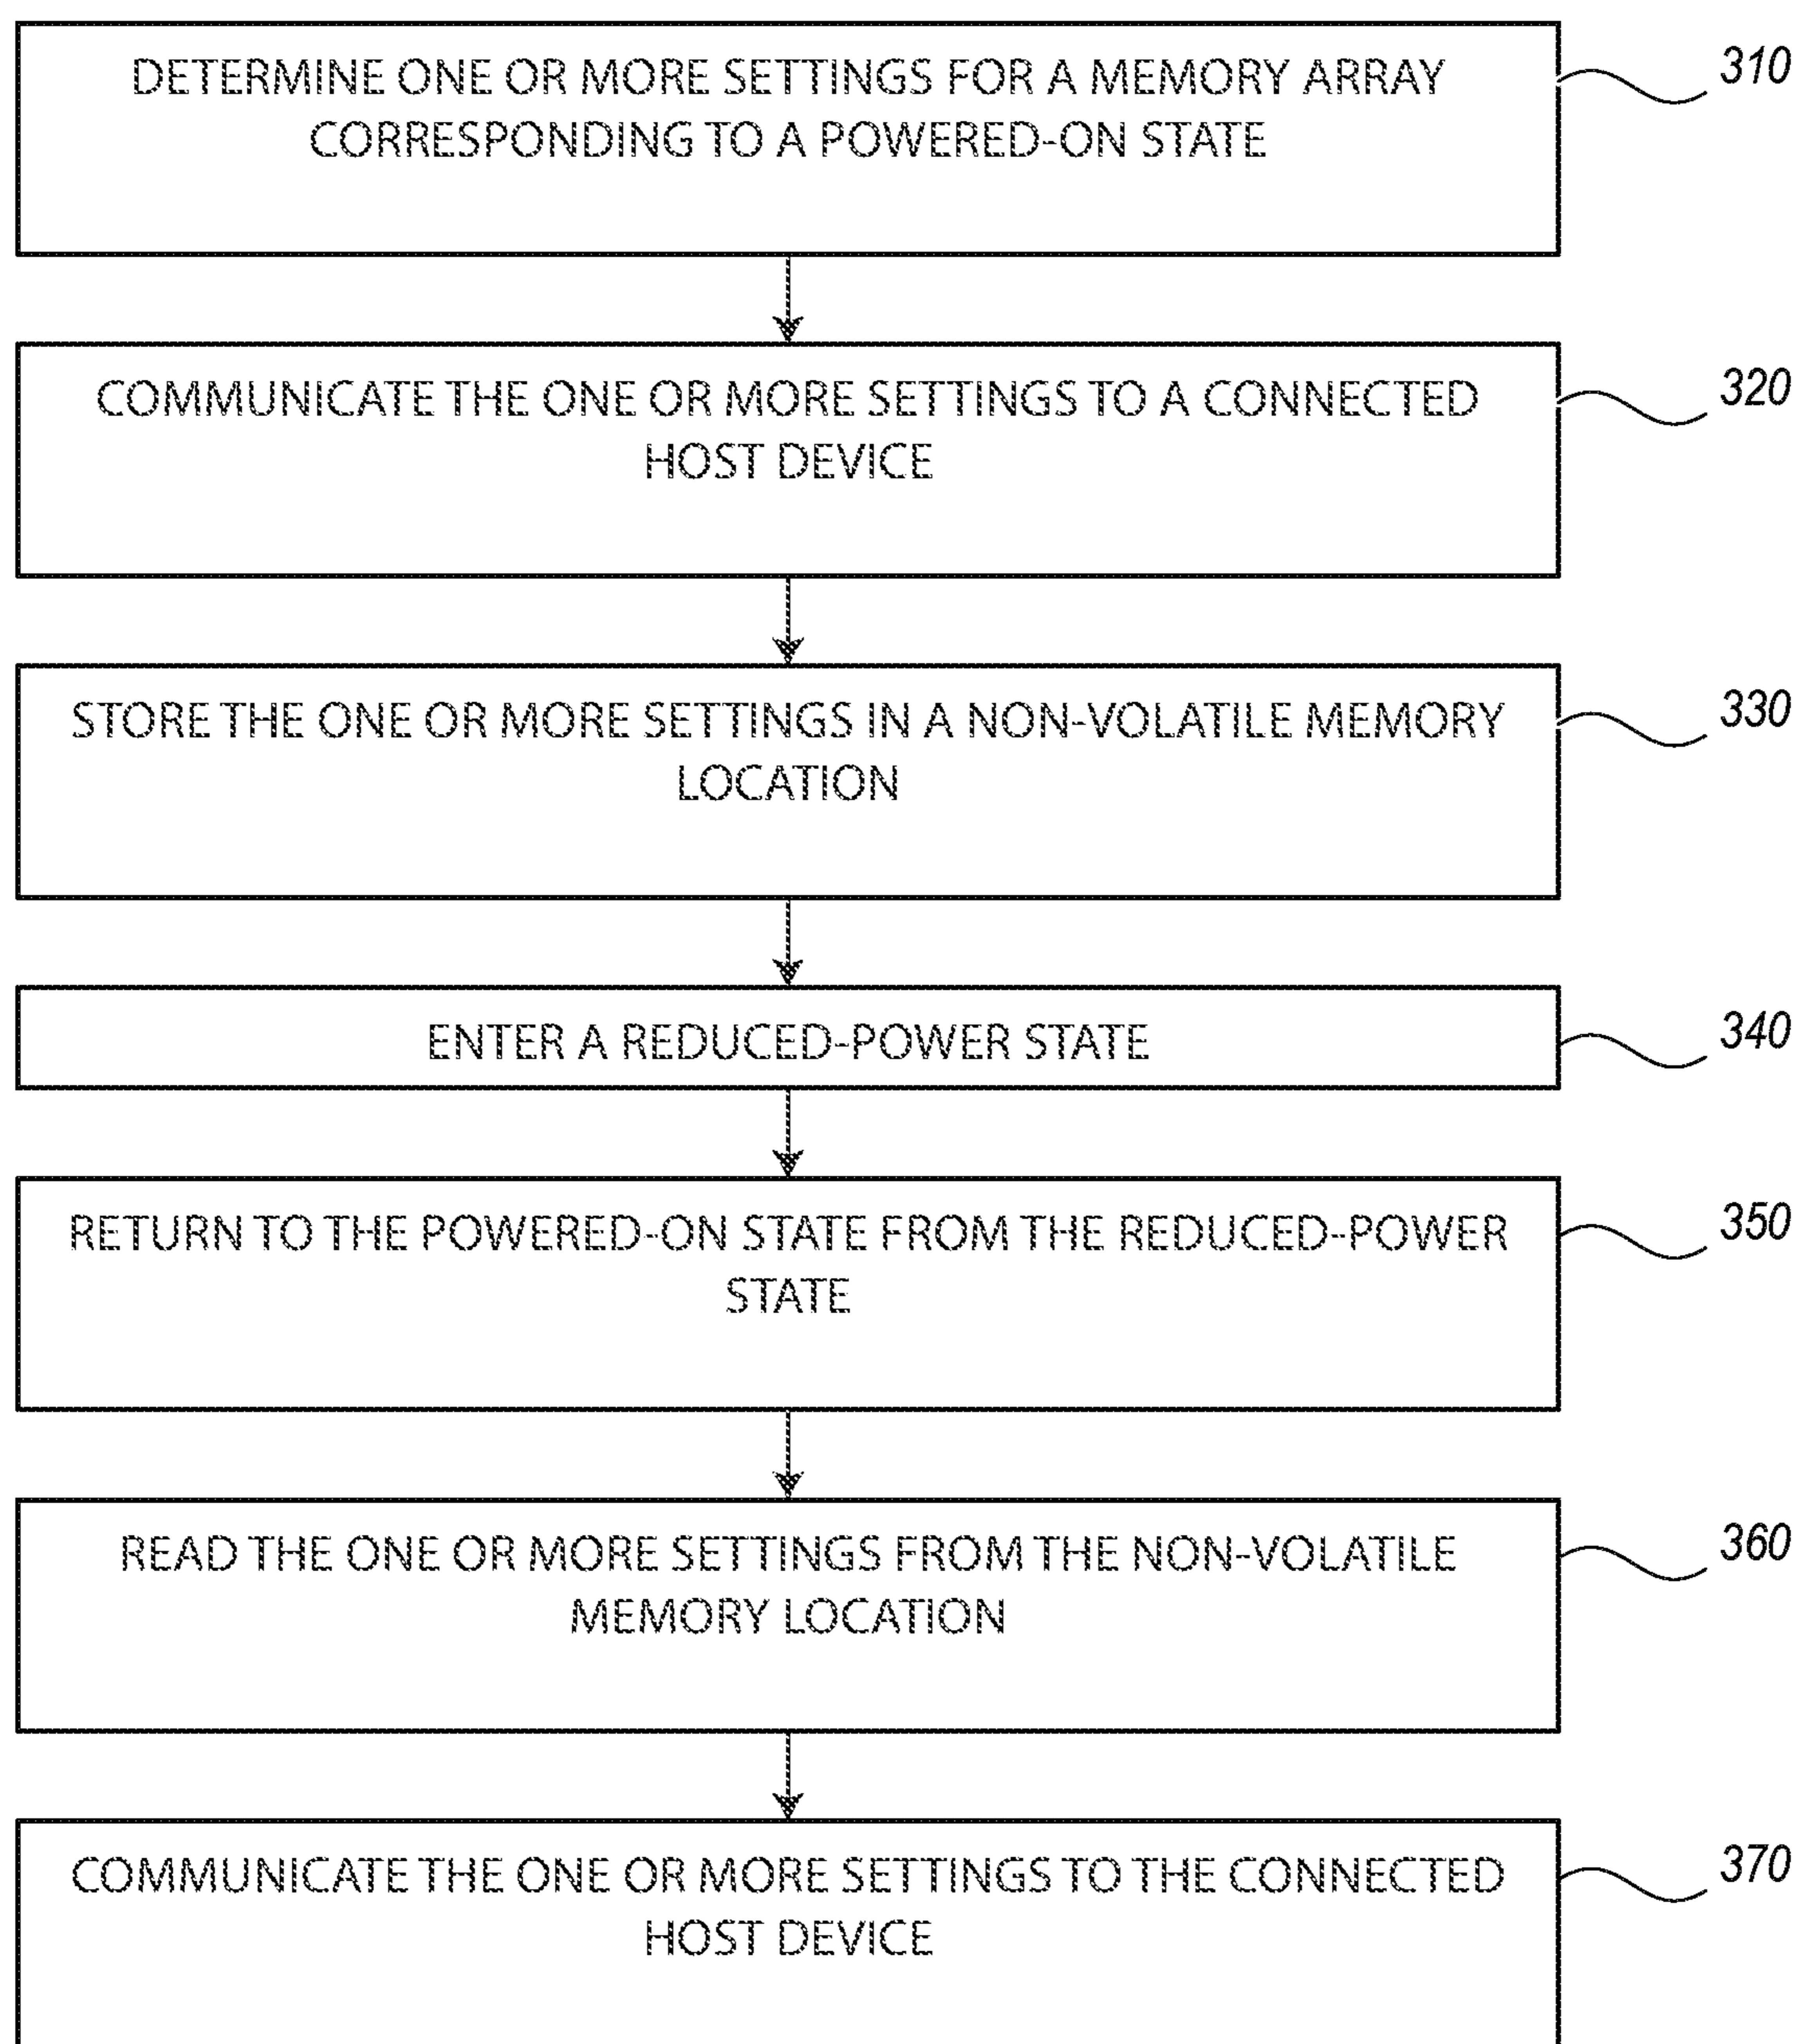 DETERMINE ONE OR MORE SETTINGS FOR A MEMORY ARRAY
CORRESPONDING TO A POWERED-ON STATE
310
COMMUNICATE THE ONE OR MORE SETTINGS TO A CONNECTED
HOST DEVICE
320
STORE THE ONE OR MORE SETTINGS IN A NON-VOLATILE MEMORY
LOCATION
330
ENTER A REDUCED-POWER STATE
340
RETURN TO THE POWERED-ON STATE FROM THE REDUCED-POWER
STATE
350
READ THE ONE OR MORE SETTINGS FROM THE NON-VOLATILE
MEMORY LOCATION
360
COMMUNICATE THE ONE OR MORE SETTINGS TO THE CONNECTED
HOST DEVICE
370